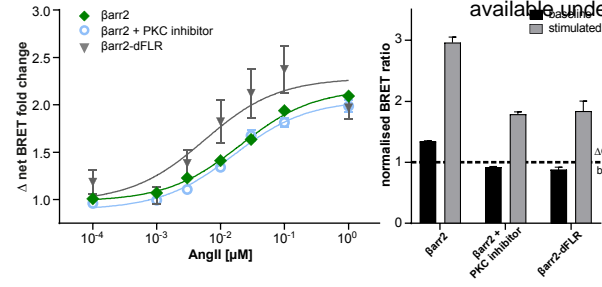 available unde
βarr2
βarr2 + PKC inhibitor
βarr2-dFLR
Δ net BRET fold change
3.0
2.5
2.0
1.5
1.0
10⁻⁴
10⁻³
10⁻²
10⁻¹
10⁰
AngII [µM]
baseline
stimulated
normalised BRET ratio
3
2
1
0
βarr2
βarr2 +
PKC inhibitor
βarr2-dFLR